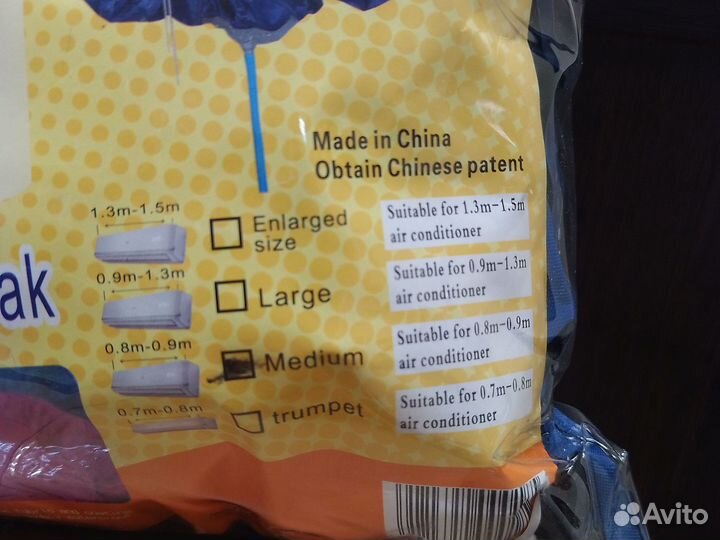 Made in China
Obtain Chinese patent
1.3m-1.5m
Enlarged
size
Suitable for 1.3m-1.5m
air conditioner
ak
0.9m-1.3m
Large
Suitable for 0.9m-1.3m
air conditioner
0.8m-0.9m
Medium
Suitable for 0.8m-0.9m
air conditioner
0.7m-0.8m
trumpet
Suitable for 0.7m-0.8m
air conditioner
Avito